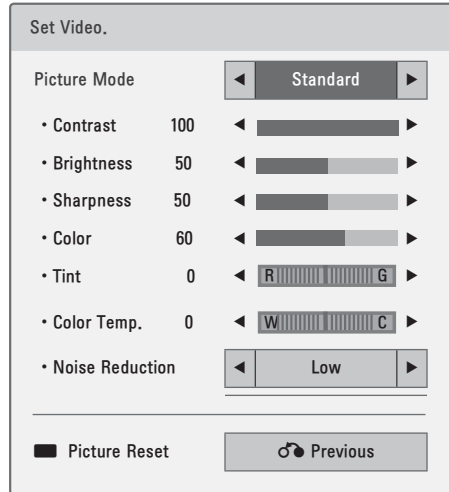 Set Video.
Picture Mode ◀ Standard ▶
• Contrast 100 ◀ ▶
• Brightness 50 ◀ ▶
• Sharpness 50 ◀ ▶
• Color 60 ◀ ▶
• Tint 0 ◀ R G ▶
• Color Temp. 0 ◀ W C ▶
• Noise Reduction ◀ Low ▶
Picture Reset Previous